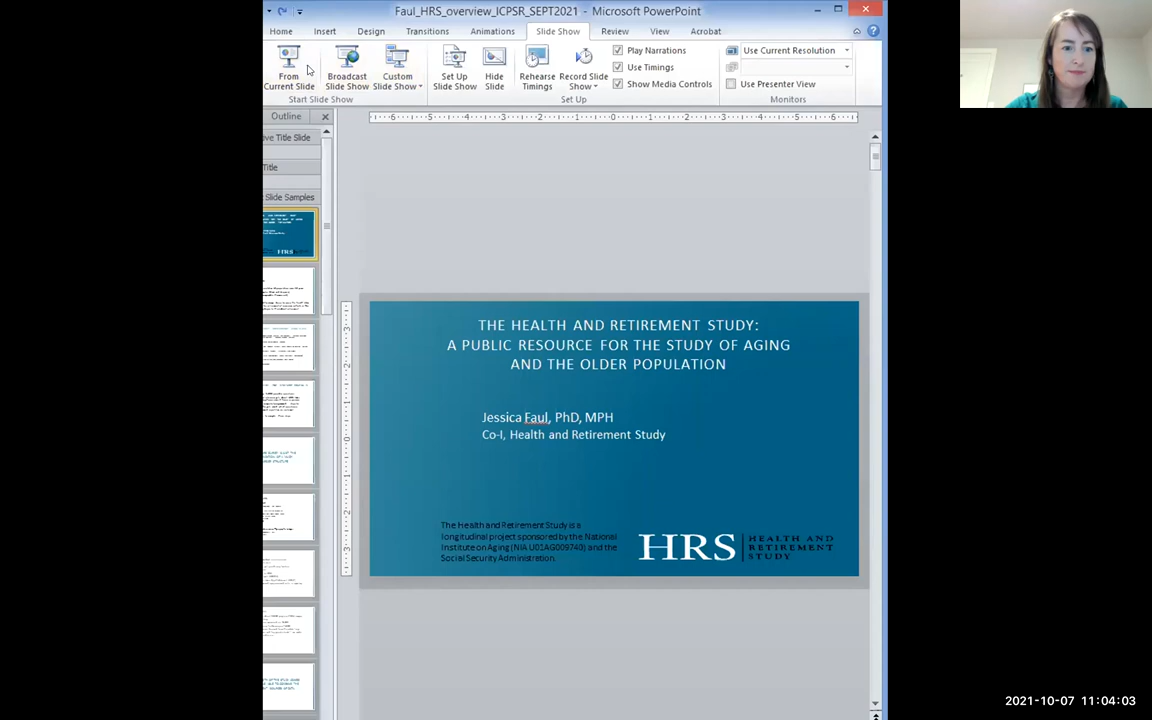 Faul_HRS_overview_ICPSR_SEPT2021 - Microsoft PowerPoint
Home Insert Design Transitions Animations Slide Show Review View Acrobat
From Current Slide
Broadcast Slide Show
Custom Slide Show
Set Up Slide Show
Hide Slide
Rehearse Timings
Record Slide Show
Play Narrations
Use Timings
Show Media Controls
Use Current Resolution
Use Presenter View
Start Slide Show
Set Up
Monitors
Outline
ve Title Slide
Title
Slide Samples
THE HEALTH AND RETIREMENT STUDY:
A PUBLIC RESOURCE FOR THE STUDY OF AGING
AND THE OLDER POPULATION
Jessica Faul, PhD, MPH
Co-I, Health and Retirement Study
The Health and Retirement Study is a
longitudinal project sponsored by the National
Institute on Aging (NIA U01AG009740) and the
Social Security Administration.
HRS
HEALTH AND
RETIREMENT
STUDY
2021-10-07 11:04:03